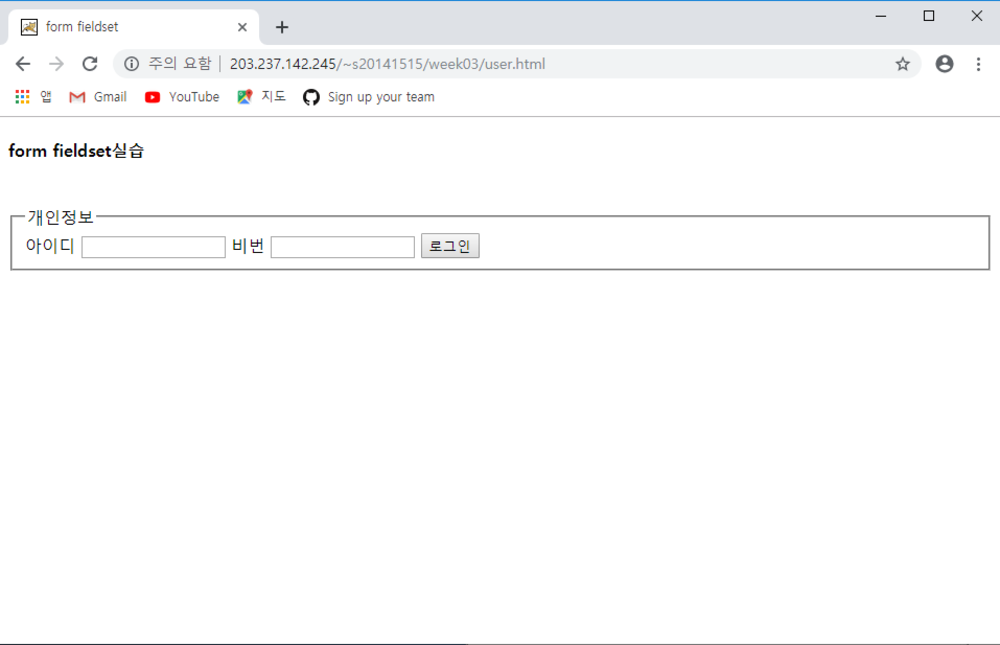 form fieldset
주의 요함 | 203.237.142.245/~s20141515/week03/user.html
앱 Gmail YouTube 지도 Sign up your team
form fieldset실습
개인정보
아이디 비번 로그인